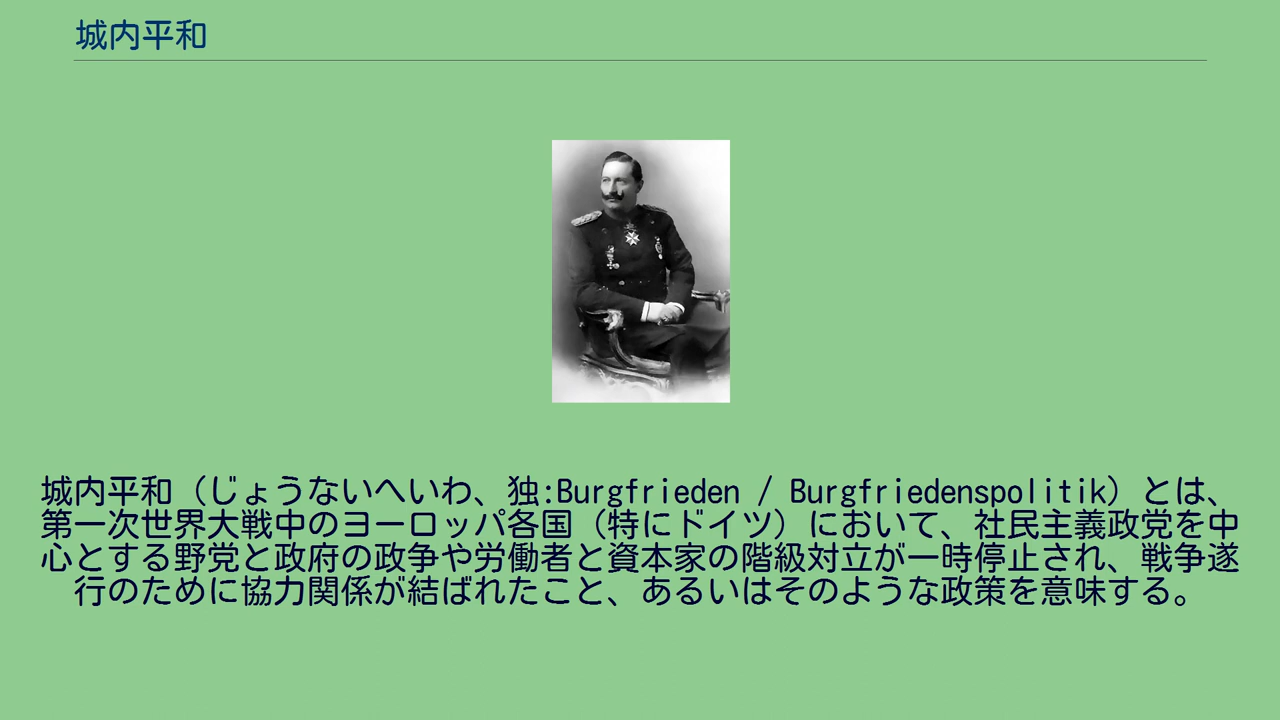 城内平和
城内平和（じょうないへいわ、独:Burgfrieden / Burgfriedenspolitik）とは、
第一次世界大戦中のヨーロッパ各国（特にドイツ）において、社民主義政党を中
心とする野党と政府の政争や労働者と資本家の階級対立が一時停止され、戦争遂
行のために協力関係が結ばれたこと、あるいはそのような政策を意味する。